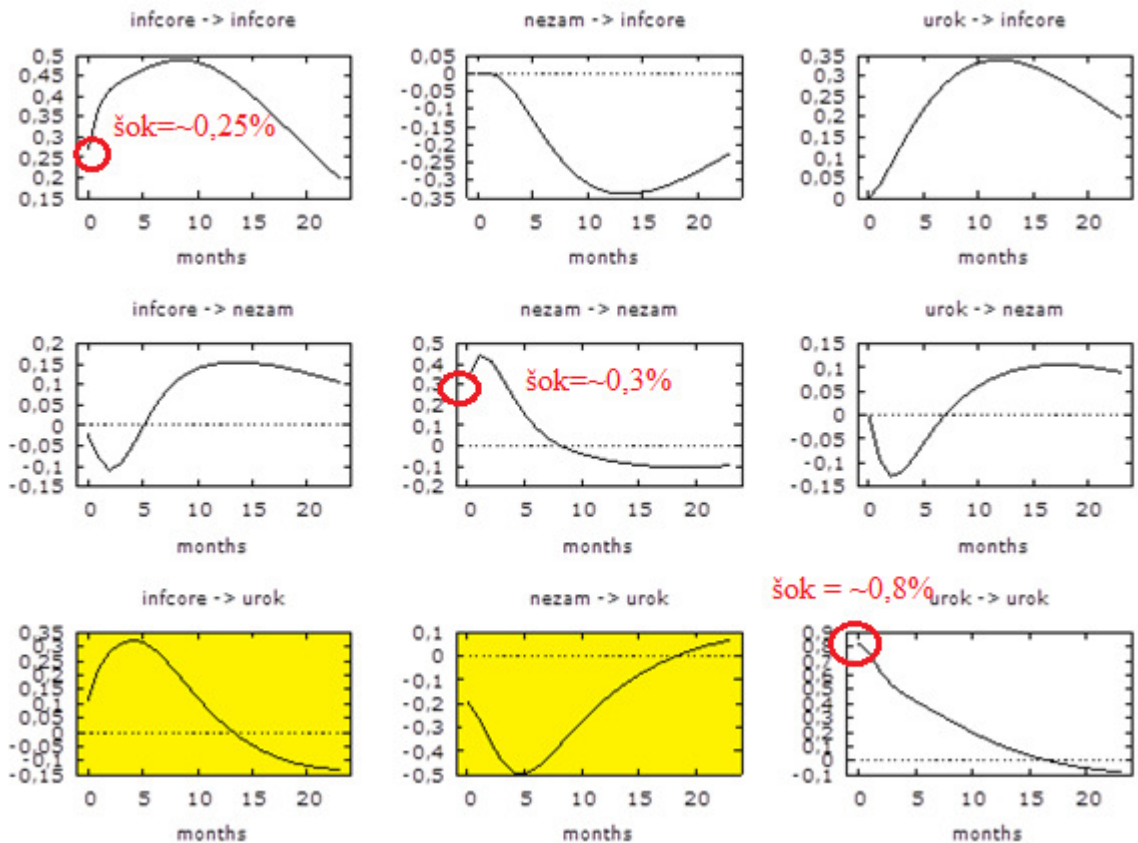 infcore -> infcore
0,5
0,45
0,4
0,35
0,3
0,25
0,2
0,15
šok=~0,25%
0 5 10 15 20
months
nezam -> infcore
0,05
0
-0,05
-0,1
-0,15
-0,2
-0,25
-0,3
-0,35
0 5 10 15 20
months
urok -> infcore
0,35
0,3
0,25
0,2
0,15
0,1
0,05
0
0 5 10 15 20
months
infcore -> nezam
0,2
0,15
0,1
0,05
0
-0,05
-0,1
-0,15
0 5 10 15 20
months
nezam -> nezam
0,5
0,4
0,3
0,2
0,1
0
-0,1
-0,2
šok=~0,3%
0 5 10 15 20
months
urok -> nezam
0,15
0,1
0,05
0
-0,05
-0,1
-0,15
0 5 10 15 20
months
infcore -> urok
0,35
0,3
0,25
0,2
0,15
0,1
0,05
0
-0,05
-0,1
-0,15
0 5 10 15 20
months
nezam -> urok
0,1
0
-0,1
-0,2
-0,3
-0,4
-0,5
0 5 10 15 20
months
šok = ~0,8%
urok -> urok
0,9
0,8
0,7
0,6
0,5
0,4
0,3
0,2
0,1
0
-0,1
0 5 10 15 20
months